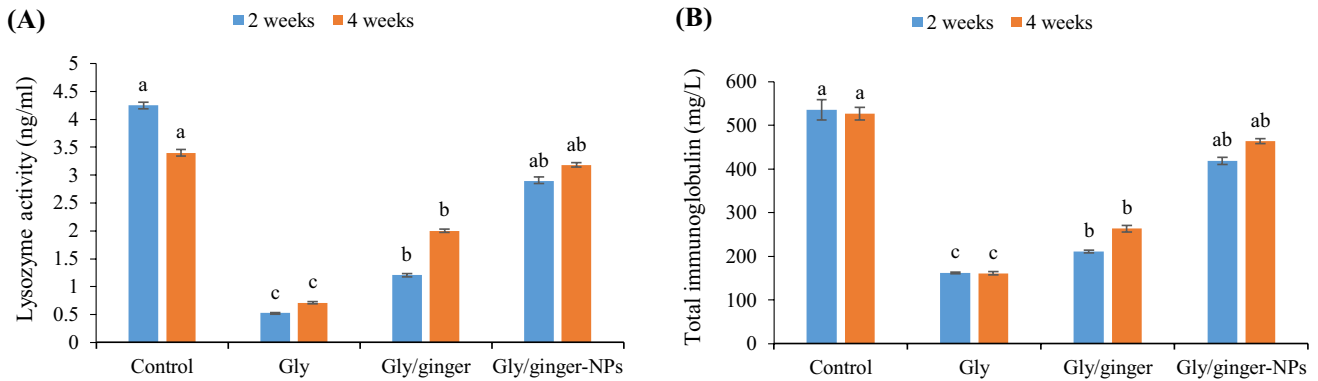 (A)
2 weeks 4 weeks
Lysozyme activity (ng/ml)
5
4.5
4
3.5
3
2.5
2
1.5
1
0.5
0
a a
c c
b b
ab ab
Control Gly Gly/ginger Gly/ginger-NPs
(B)
2 weeks 4 weeks
Total immunoglobulin (mg/L)
600
500
400
300
200
100
0
a a
c c
b b
ab ab
Control Gly Gly/ginger Gly/ginger-NPs